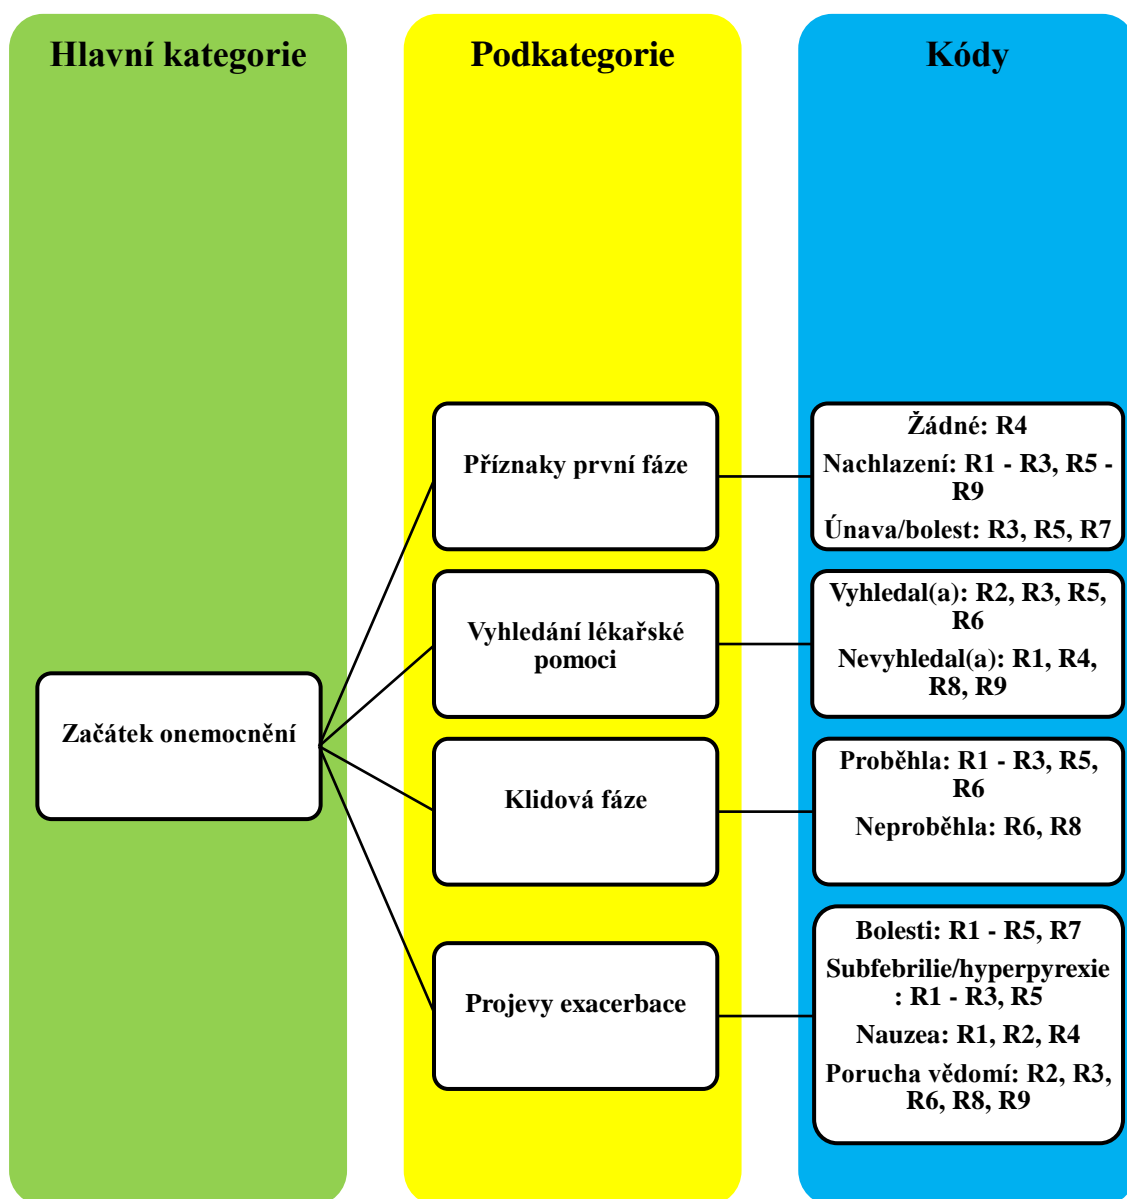 Hlavní kategorie
Podkategorie
Kódy
Začátek onemocnění
Příznaky první fáze
Žádné: R4
Nachlazení: R1 - R3, R5 -
R9
Únava/bolest: R3, R5, R7
Vyhledání lékařské
pomoci
Vyhledal(a): R2, R3, R5,
R6
Nevyhledal(a): R1, R4,
R8, R9
Klidová fáze
Proběhla: R1 - R3, R5,
R6
Neproběhla: R6, R8
Projevy exacerbace
Bolesti: R1 - R5, R7
Subfebrilie/hyperpyrexie
: R1 - R3, R5
Nauzea: R1, R2, R4
Porucha vědomí: R2, R3,
R6, R8, R9